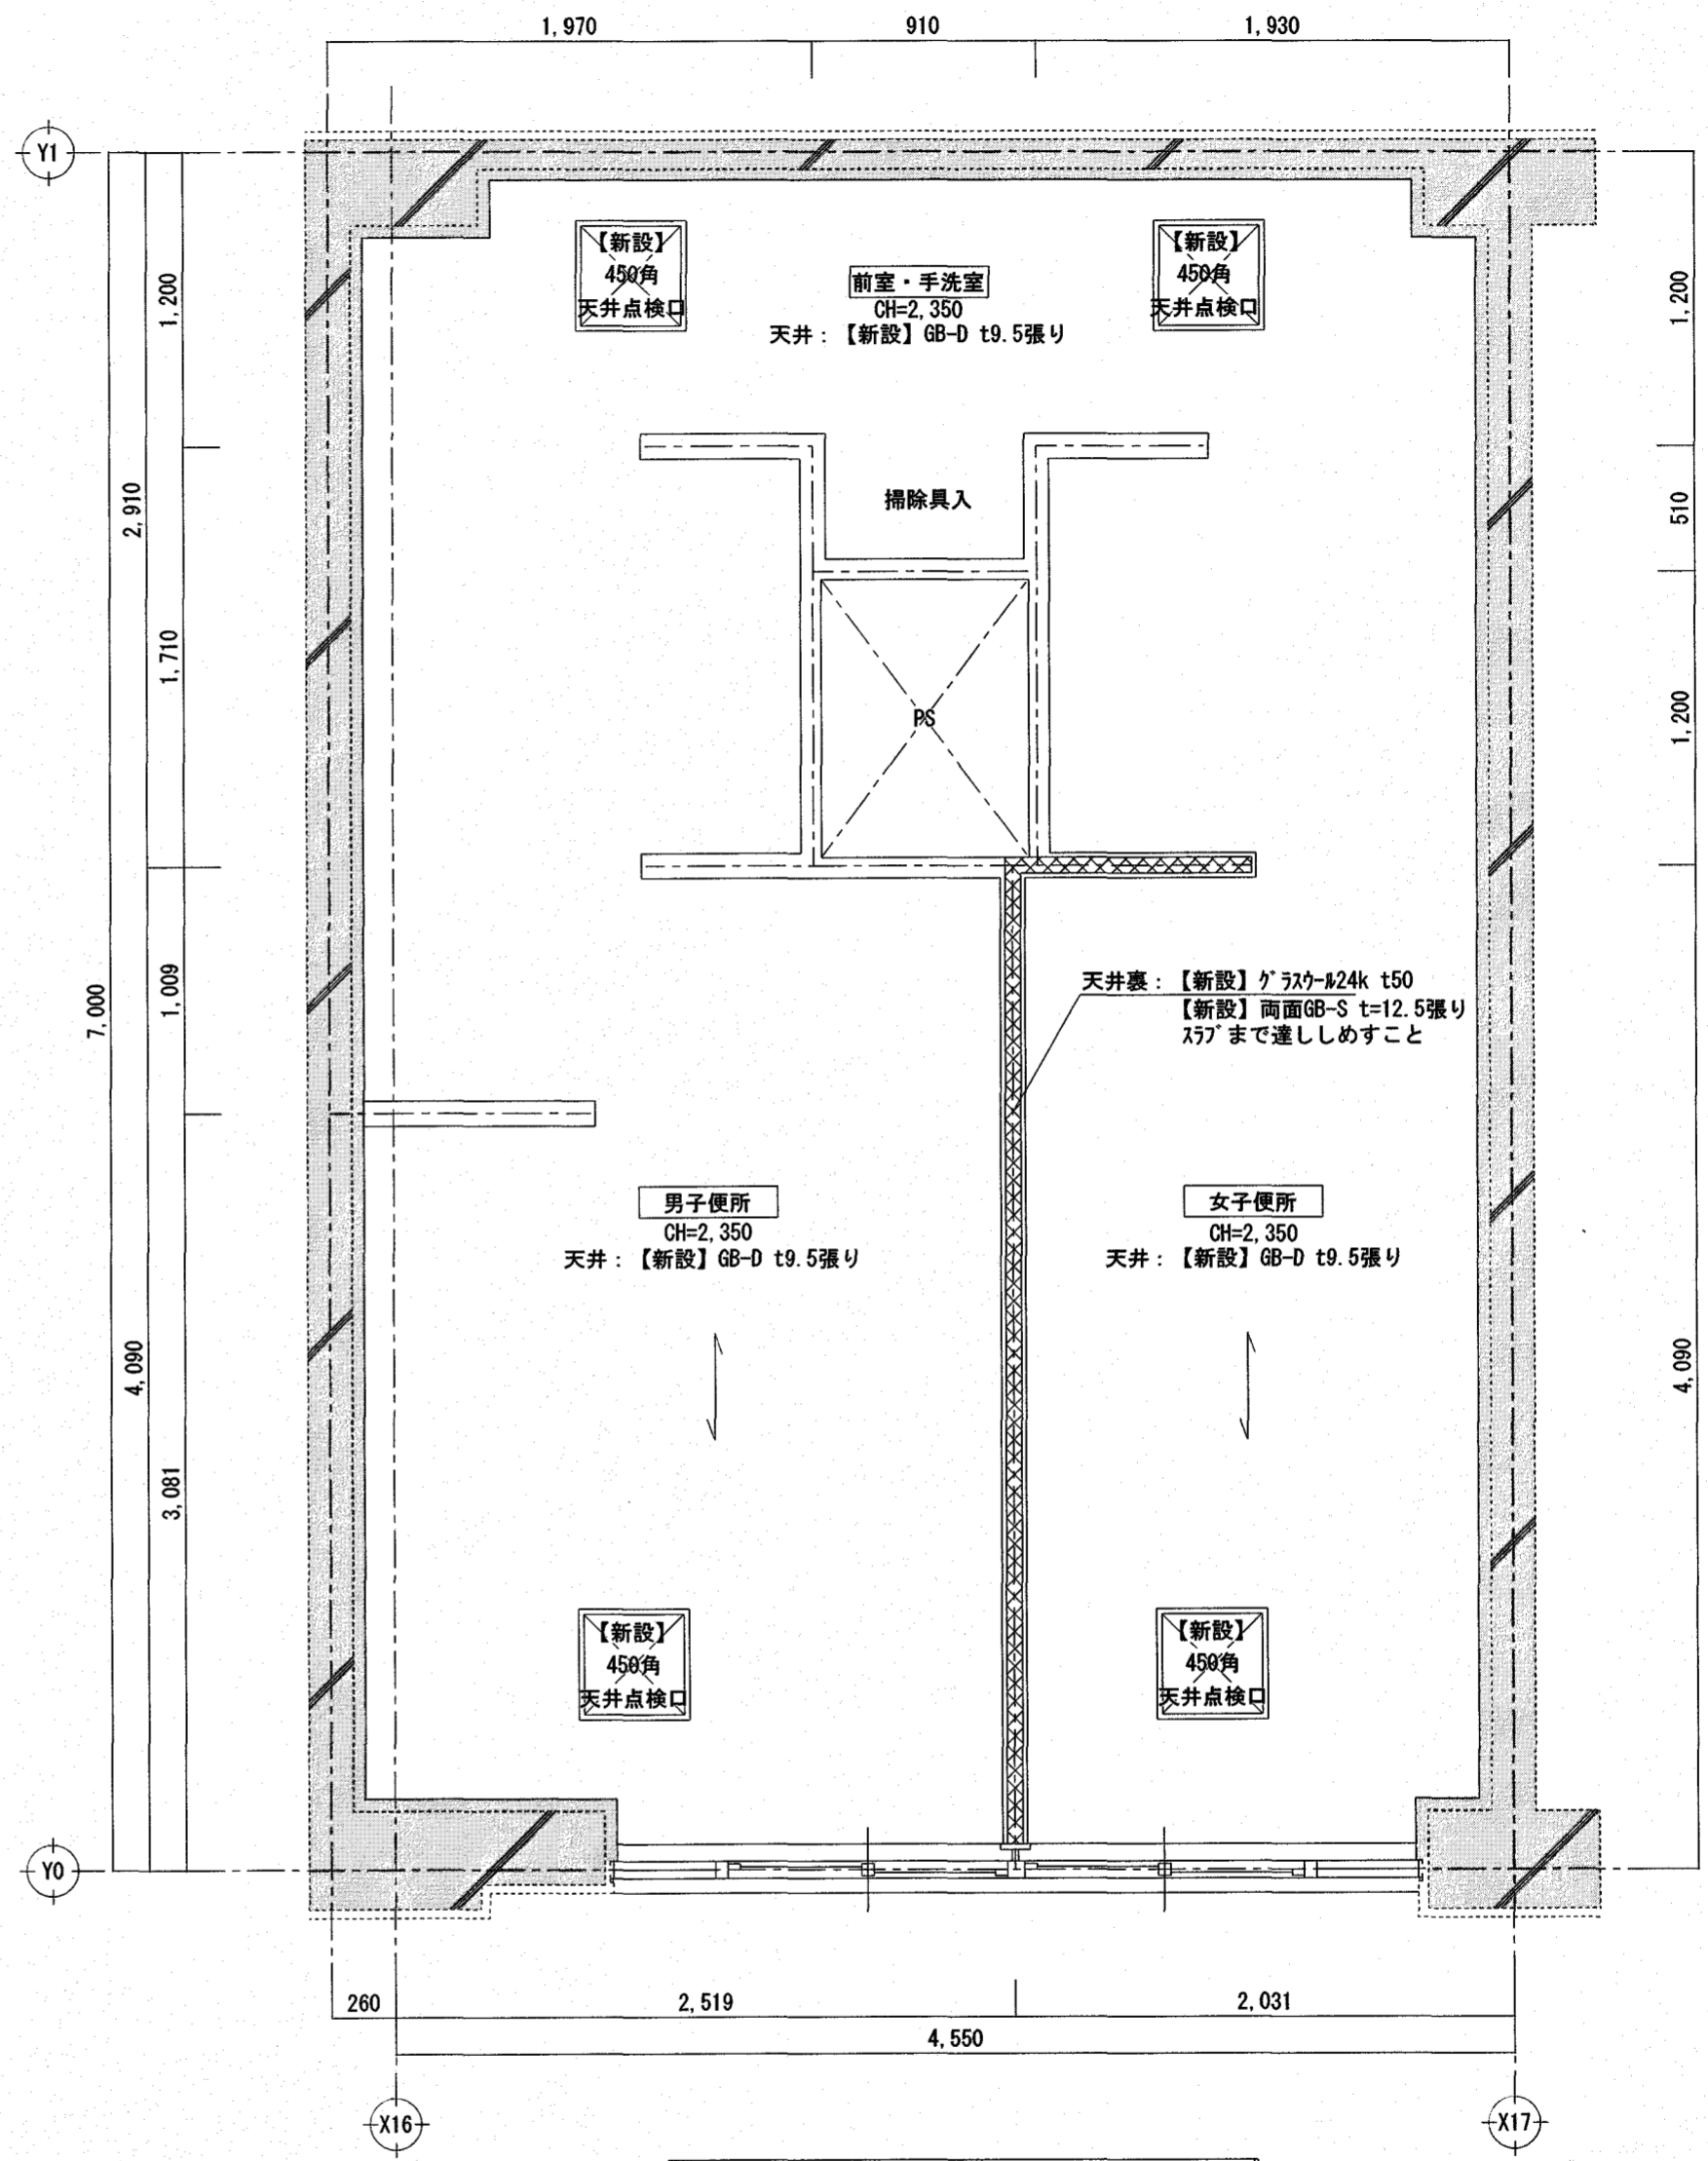 1,970
910
1,930
Y1
【新設】
450角
天井点検口
前室・手洗室
CH=2,350
天井：【新設】GB-D t9.5張り
【新設】
450角
天井点検口
1,200
1,200
掃除具入
2,910
510
1,710
PS
1,200
7,000
1,009
天井裏：【新設】ｸﾞﾗｽｳｰﾙ24k t50
【新設】両面GB-S t=12.5張り
ｽﾗﾌﾞまで達ししめすこと
男子便所
CH=2,350
天井：【新設】GB-D t9.5張り
女子便所
CH=2,350
天井：【新設】GB-D t9.5張り
4,090
4,090
3,081
【新設】
450角
天井点検口
【新設】
450角
天井点検口
Y0
260
2,519
2,031
4,550
X16
X17